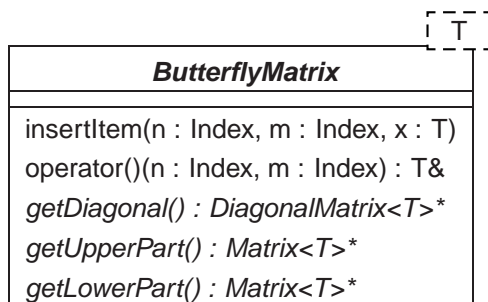 T
ButterflyMatrix
insertItem(n : Index, m : Index, x : T)
operator()(n : Index, m : Index) : T&
getDiagonal() : DiagonalMatrix<T>*
getUpperPart() : Matrix<T>*
getLowerPart() : Matrix<T>*